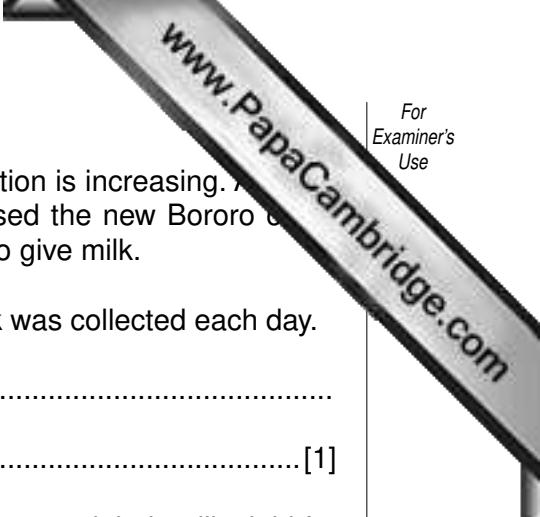 www.PapaCambridge.com
For
Examiner's
Use
tion is increasing.
sed the new Bororo
o give milk.
k was collected each day.
....................................................
....................................................[1]